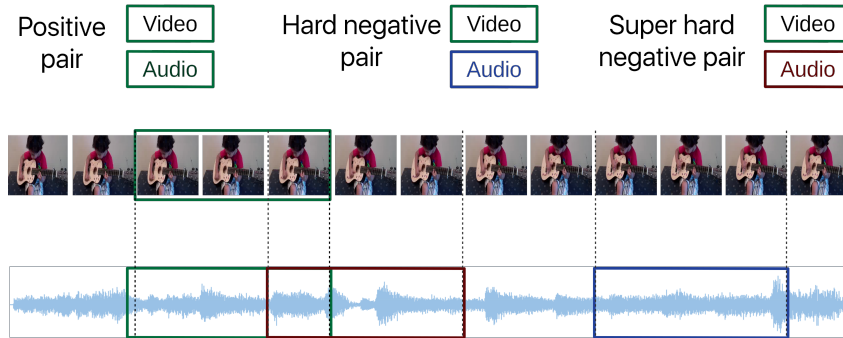 Positive
pair
Video
Audio
Hard negative
pair
Video
Audio
Super hard
negative pair
Video
Audio